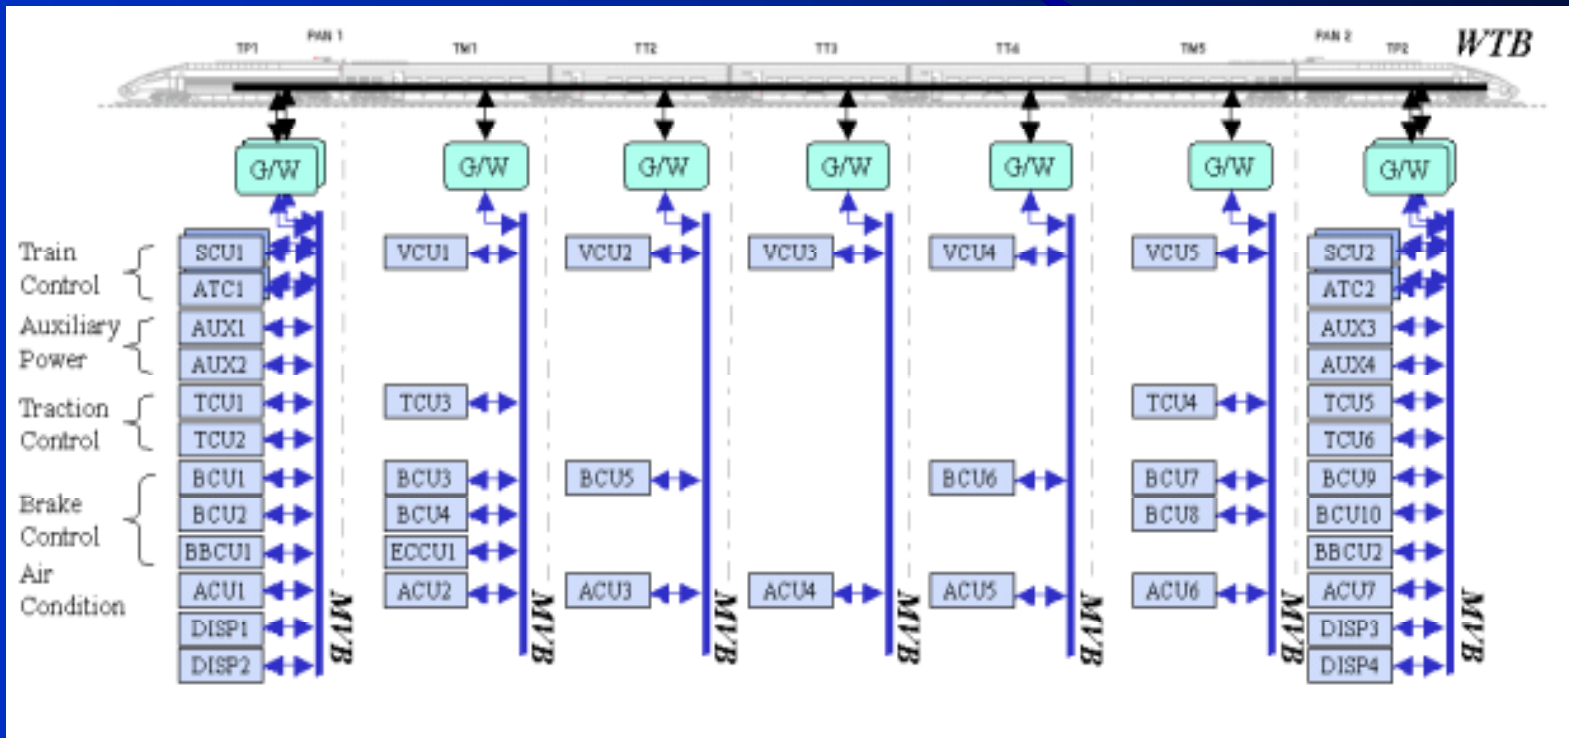 PAN 1
PAN 2
TP1
TM1
TT2
TT3
TT4
TM5
TP2
WTB
G/W
G/W
G/W
G/W
G/W
G/W
G/W
Train
Control
SCU1
VCU1
VCU2
VCU3
VCU4
VCU5
SCU2
ATC1
ATC2
Auxiliary
Power
AUX1
AUX3
AUX2
AUX4
Traction
Control
TCU1
TCU3
TCU4
TCU5
TCU2
TCU6
Brake
Control
BCU1
BCU3
BCU5
BCU6
BCU7
BCU9
BCU2
BCU4
BCU8
BCU10
BBCU1
ECCU1
BBCU2
Air
Condition
ACU1
ACU2
ACU3
ACU4
ACU5
ACU6
ACU7
DISP1
DISP3
DISP2
DISP4
MVB
MVB
MVB
MVB
MVB
MVB
MVB